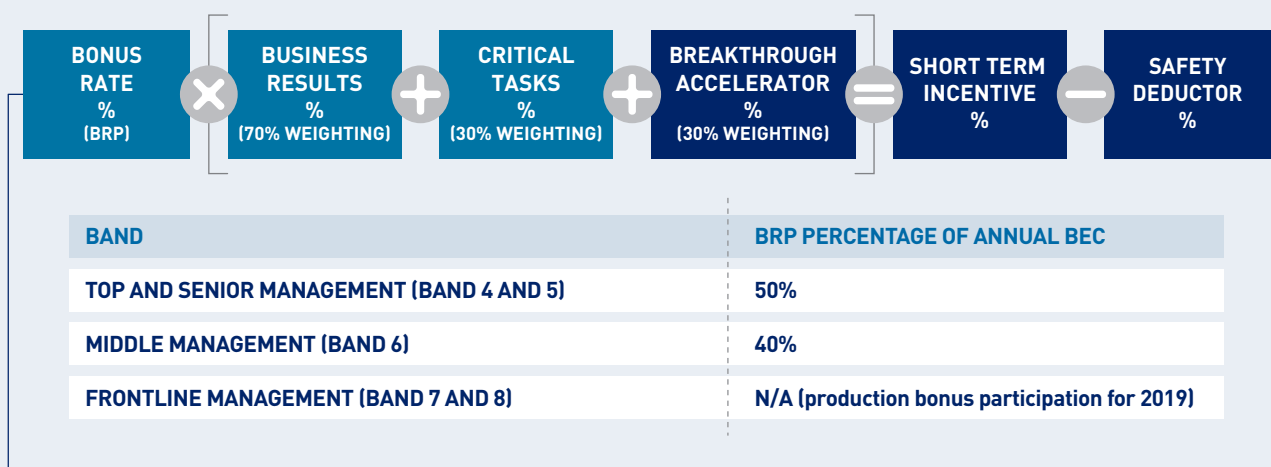 BONUS
RATE
%
(BRP)
×
BUSINESS
RESULTS
%
(70% WEIGHTING)
+
CRITICAL
TASKS
%
(30% WEIGHTING)
+
BREAKTHROUGH
ACCELERATOR
%
(30% WEIGHTING)
=
SHORT TERM
INCENTIVE
%
−
SAFETY
DEDUCTOR
%
BAND BRP PERCENTAGE OF ANNUAL BEC
TOP AND SENIOR MANAGEMENT (BAND 4 AND 5) 50%
MIDDLE MANAGEMENT (BAND 6) 40%
FRONTLINE MANAGEMENT (BAND 7 AND 8) N/A (production bonus participation for 2019)